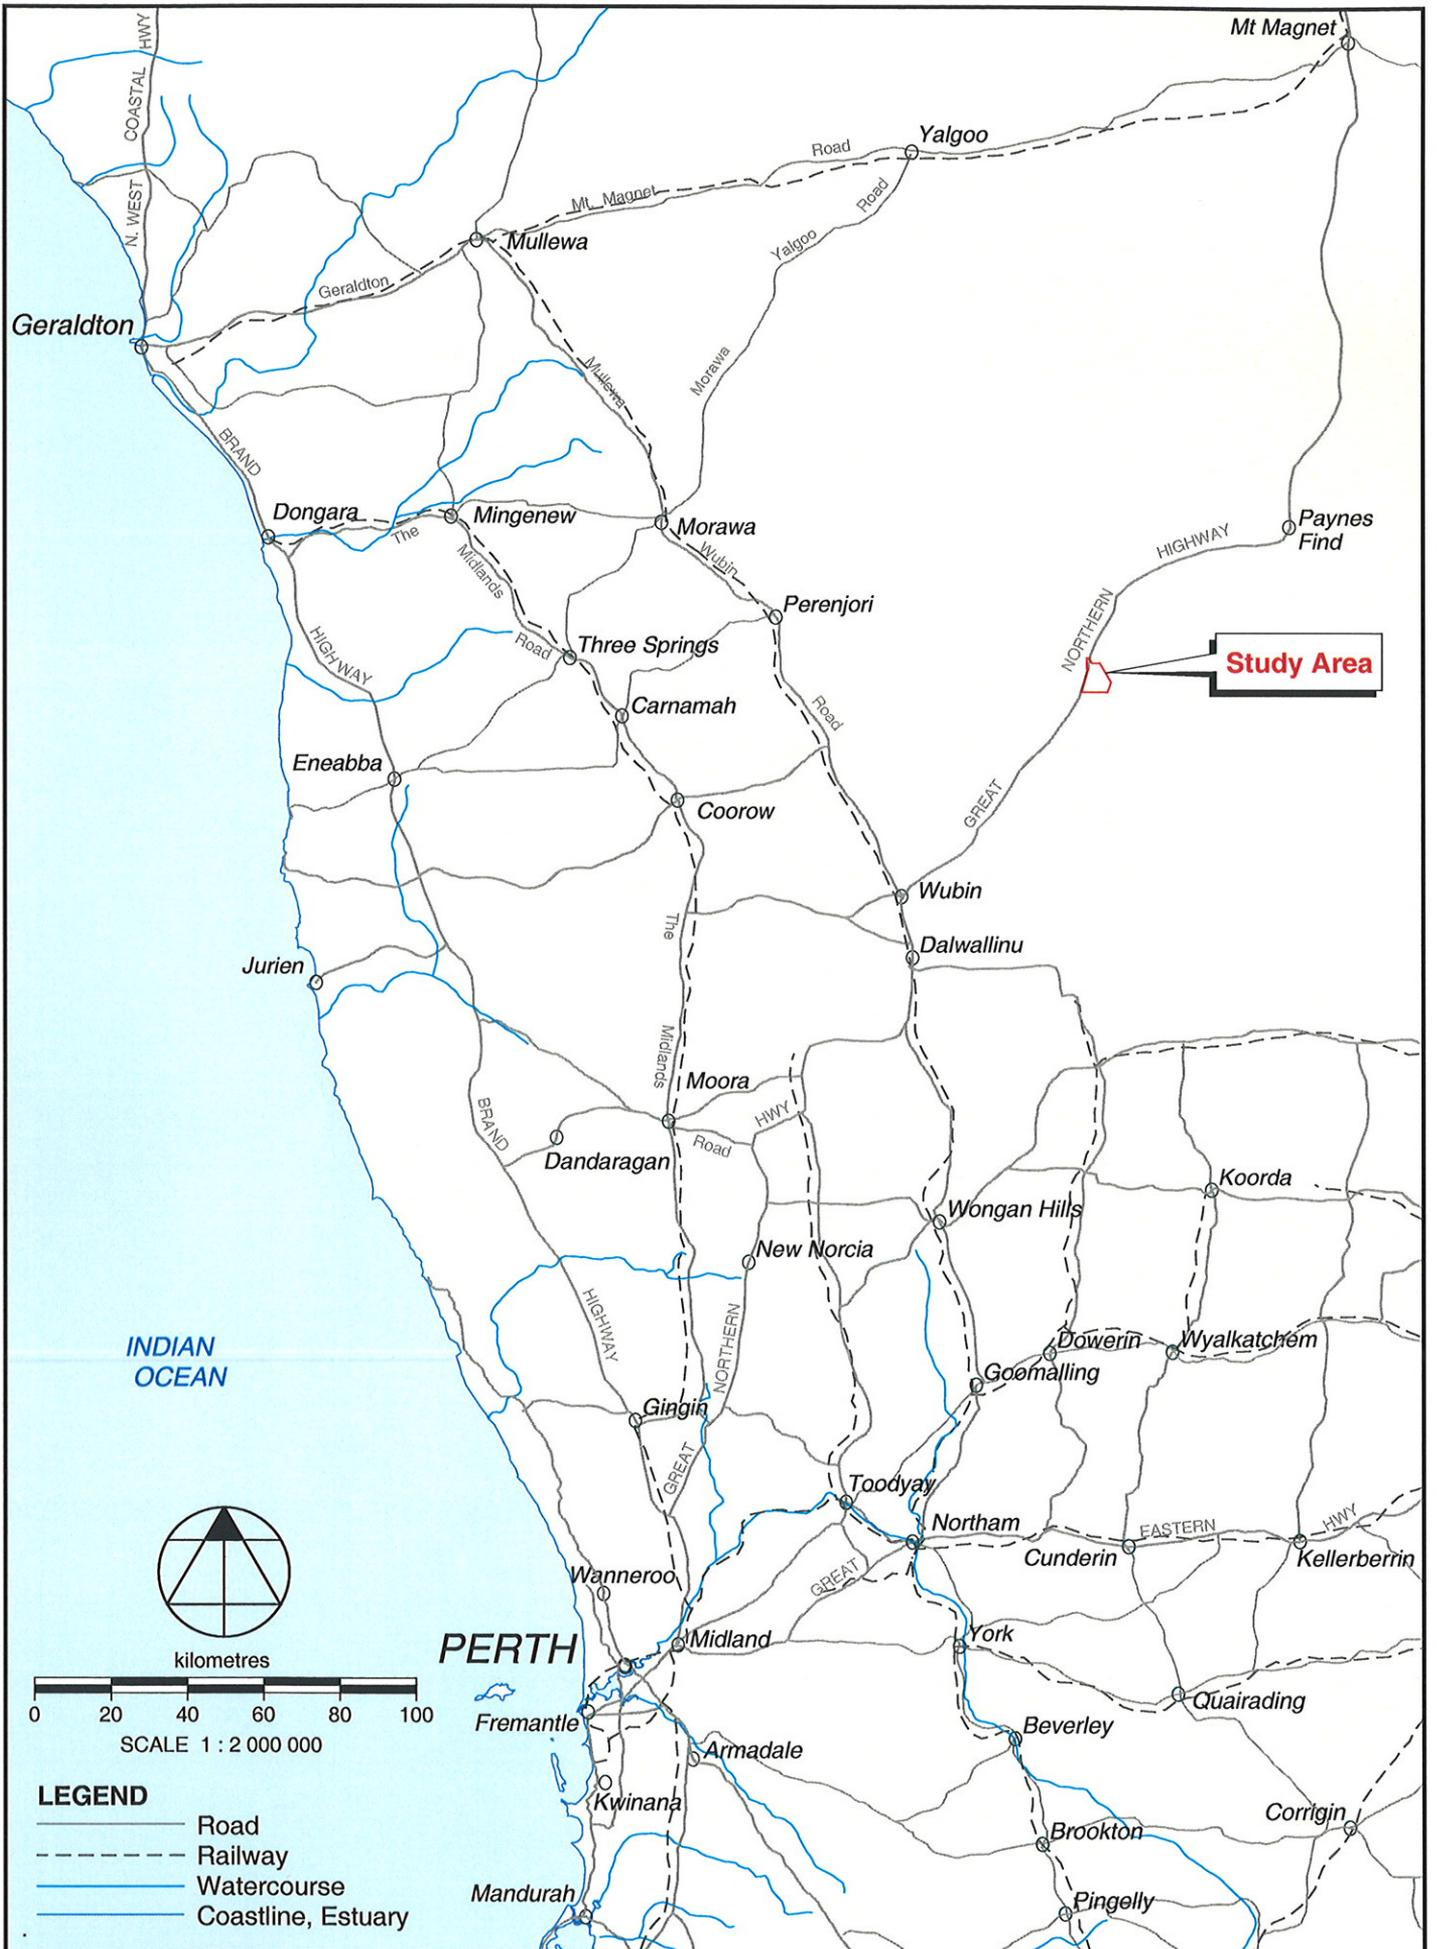 Mt Magnet
N. WEST COASTAL HWY
Yalgoo
Road
Mt. Magnet
Road
Yalgoo
Mullewa
Geraldton
Geraldton
Morawa
Mullewa
BRAND
Dongara
Mingenew
The
Morawa
Paynes
Find
HIGHWAY
Wubin
Midlands
Perenjori
NORTHERN
Three Springs
Road
HIGHWAY
Study Area
Carnamah
Road
Eneabba
Coorow
GREAT
Wubin
The
Dalwallinu
Jurien
Midlands
Moora
BRAND
HWY
Road
Dandaragan
Koorda
Wongan Hills
New Norcia
HIGHWAY
NORTHERN
INDIAN
OCEAN
Dowerin
Wyalkatchem
Goomalling
Gingin
GREAT
Toodyay
Northam
EASTERN
HWY
Cunderin
Kellerberrin
GREAT
Wanneroo
PERTH
Midland
York
kilometres
0 20 40 60 80 100
SCALE 1 : 2 000 000
Quairading
Fremantle
Beverley
Armadale
LEGEND
Kwinana
Corrigin
Road
Brookton
Railway
Watercourse
Mandurah
Pingelly
Coastline, Estuary